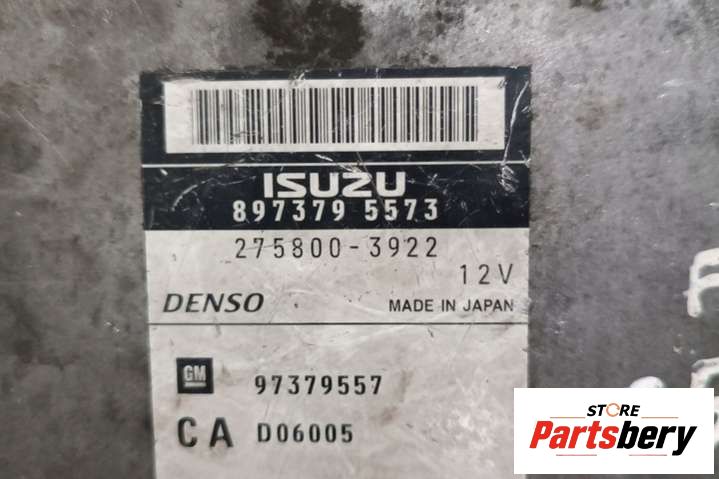 ISUZU
897379 5573
275800-3922
12V
DENSO MADE IN JAPAN
GM 97379557
CA D06005
STORE
Partsbery